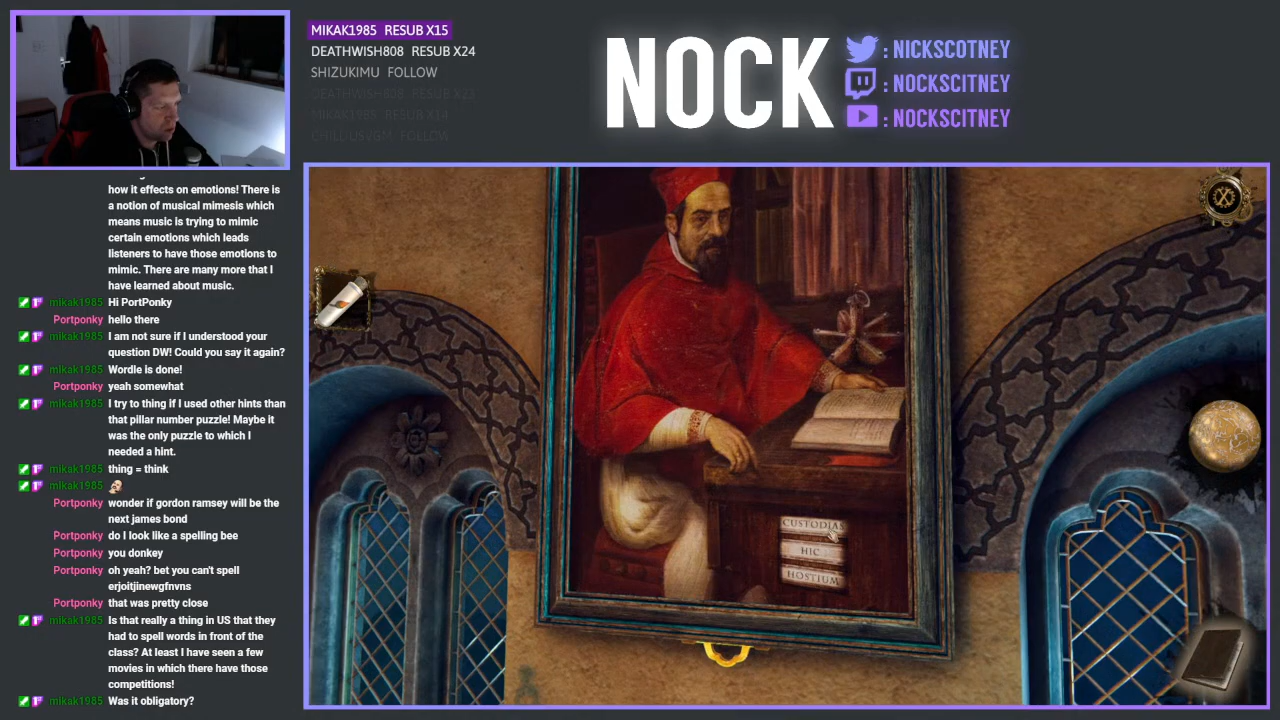 MIKAK1985 RESUB X15
DEATHWISH808 RESUB X24
SHIZUKIMU FOLLOW
DEATHWISH808 RESUB X23
MIKAK1985 RESUB X14
NOCK
: NICKSCOTNEY
: NOCKSCITNEY
: NOCKSCITNEY
how it effects on emotions! There is
a notion of musical mimesis which
means music is trying to mimic
certain emotions which leads
listeners to have those emotions to
mimic. There are many more that I
have learned about music.
mikak1985 Hi PortPonky
Portponky hello there
mikak1985 I am not sure if I understood your
question DW! Could you say it again?
mikak1985 Wordle is done!
Portponky yeah somewhat
mikak1985 I try to thing if I used other hints than
that pillar number puzzle! Maybe it
was the only puzzle to which I
needed a hint.
mikak1985 thing = think
mikak1985
Portponky wonder if gordon ramsey will be the
next james bond
Portponky do I look like a spelling bee
Portponky you donkey
Portponky oh yeah? bet you can't spell
erjoitjinewgfnvns
Portponky that was pretty close
mikak1985 Is that really a thing in US that they
had to spell words in front of the
class? At least I have seen a few
movies in which there have those
competitions!
mikak1985 Was it obligatory?
CUSTODIAS
HIC
HOSTIUM